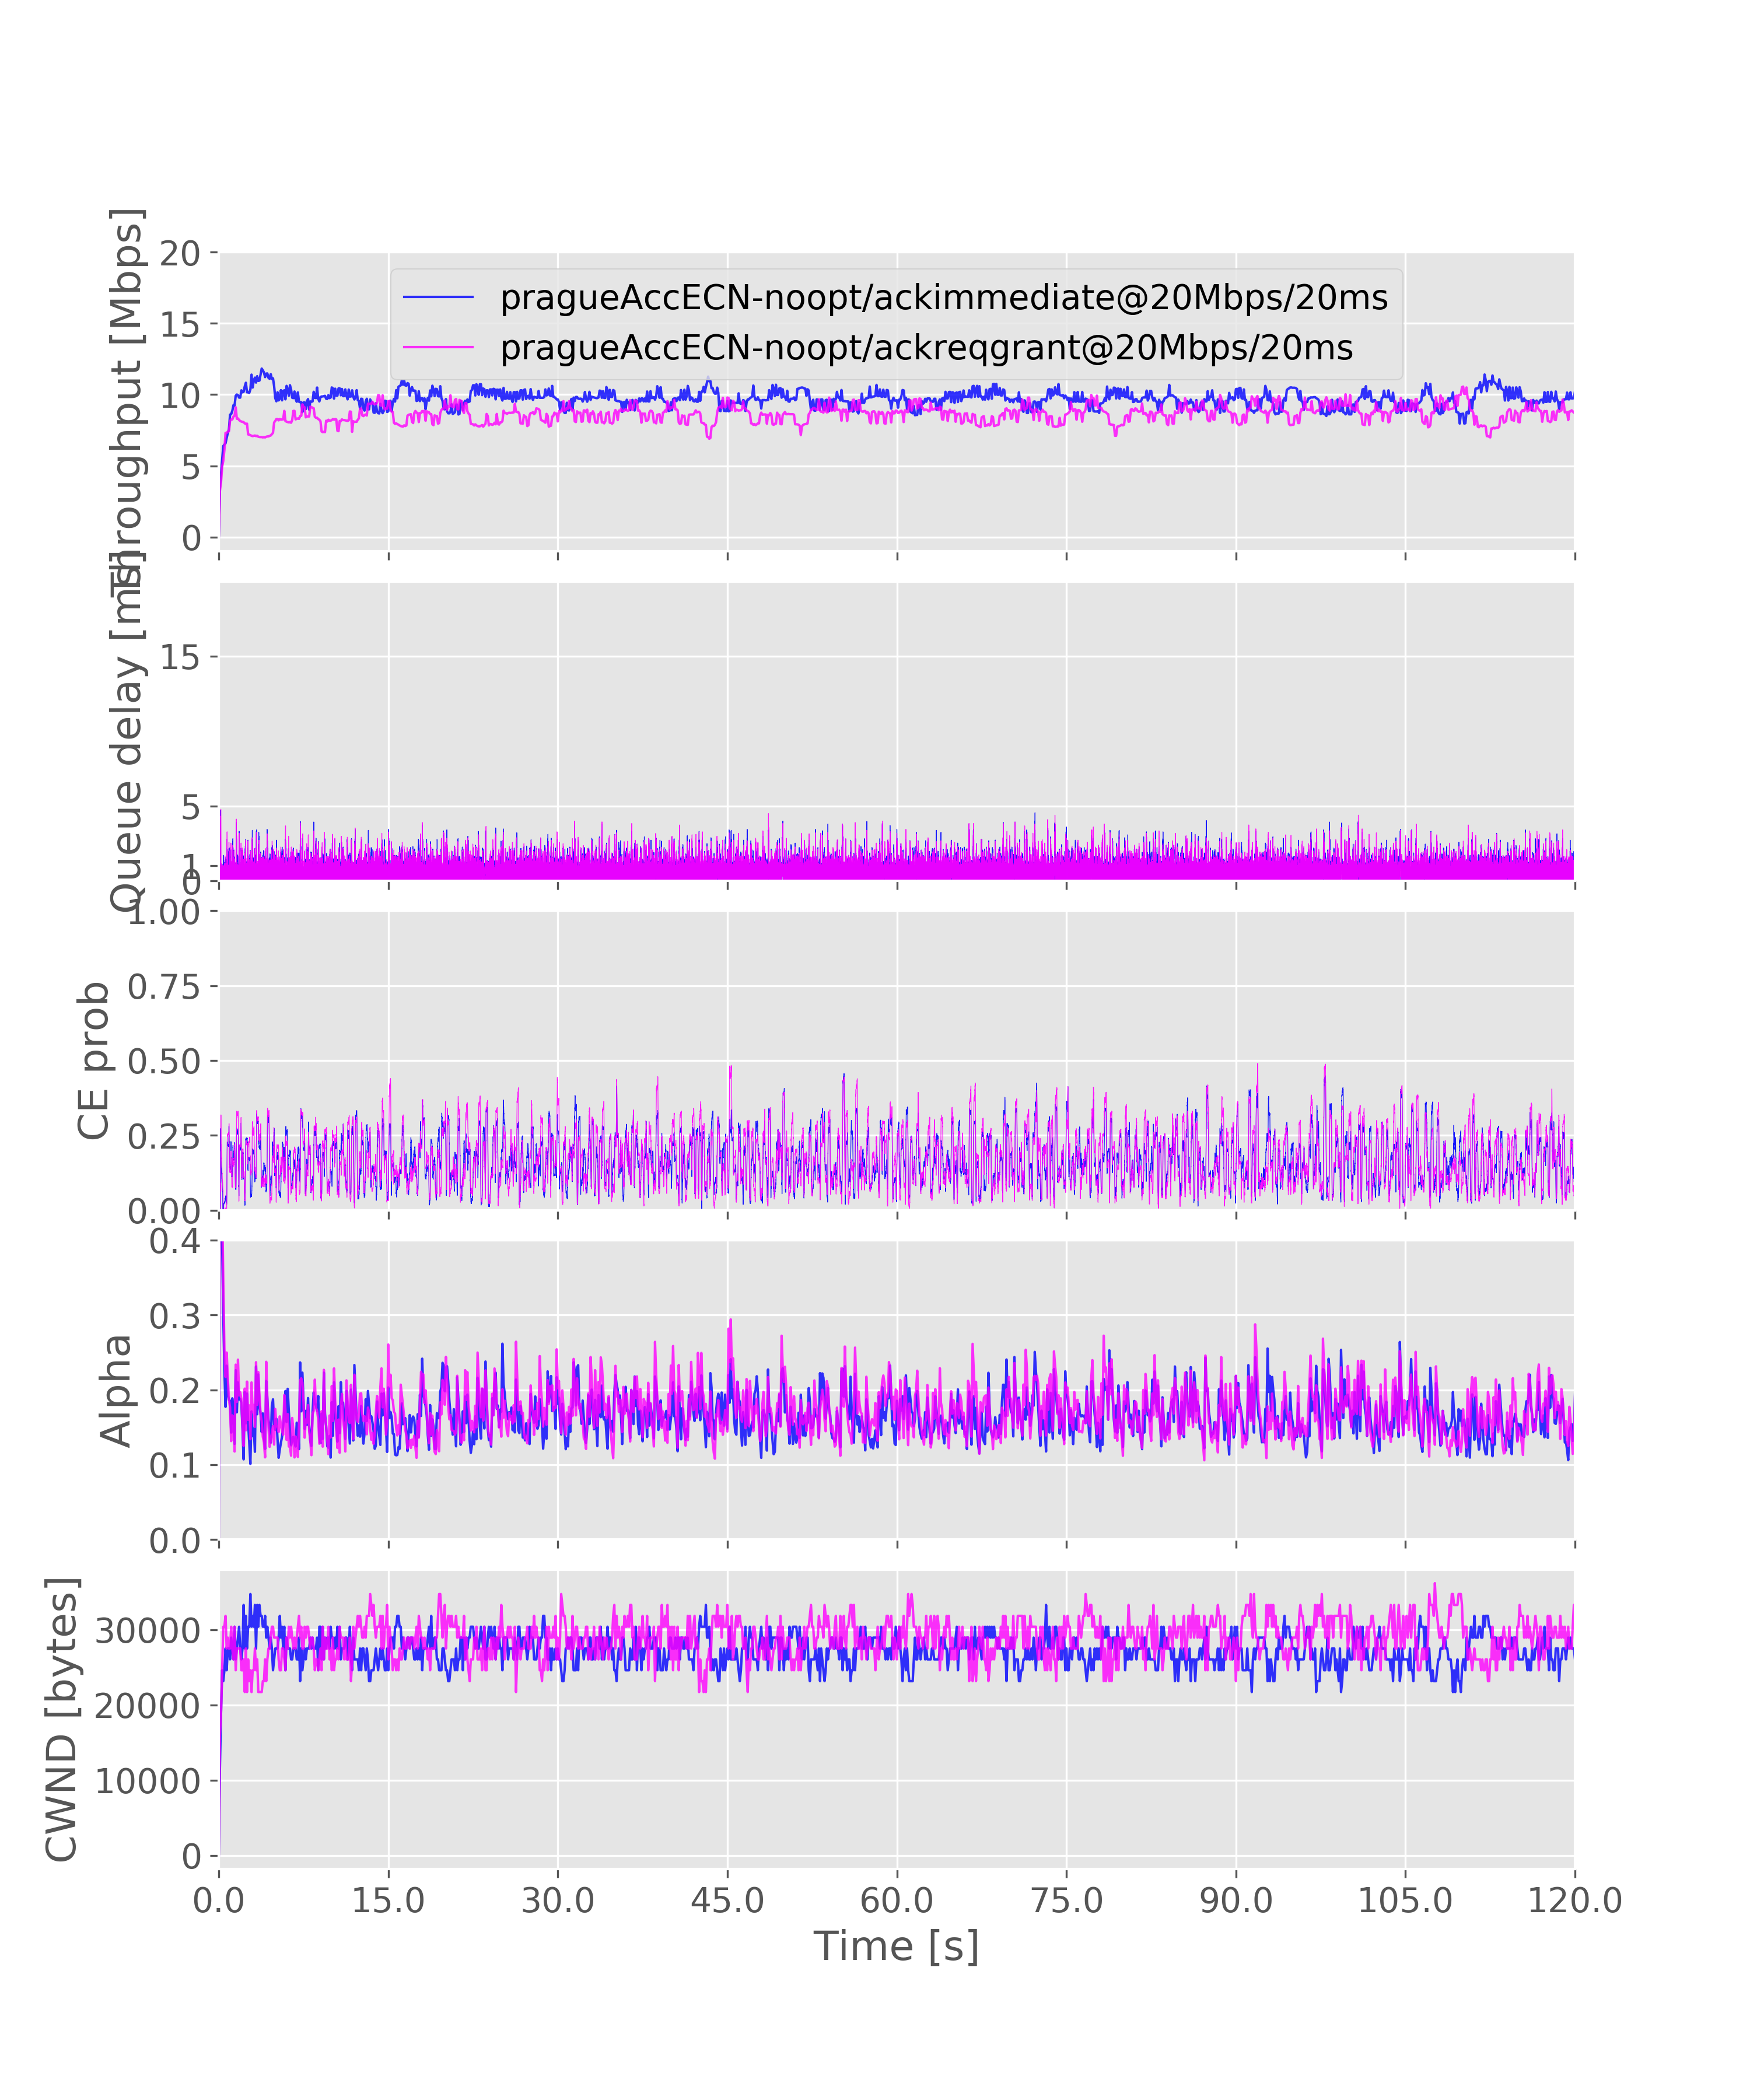 Throughput [Mbps]
20
15
10
5
0
pragueAccECN-noopt/ackimmediate@20Mbps/20ms
pragueAccECN-noopt/ackreqgrant@20Mbps/20ms
Queue delay [ms]
15
5
1
0
CE prob
1.00
0.75
0.50
0.25
0.00
Alpha
0.4
0.3
0.2
0.1
0.0
CWND [bytes]
30000
20000
10000
0
0.0 15.0 30.0 45.0 60.0 75.0 90.0 105.0 120.0
Time [s]